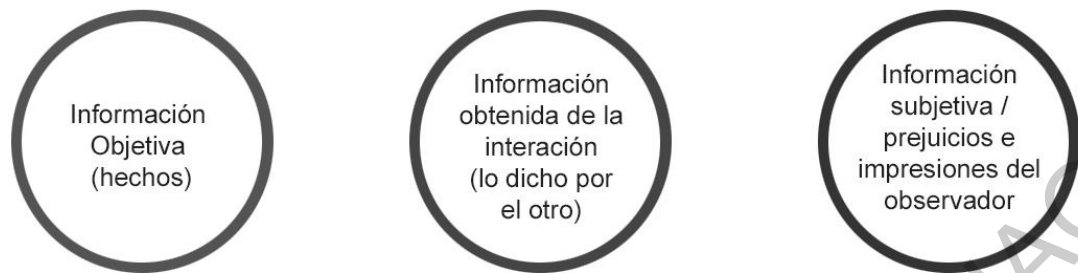 Información
Objetiva
(hechos)
Información
obtenida de la
interación
(lo dicho por
el otro)
Información
subjetiva /
prejuicios e
impresiones del
observador